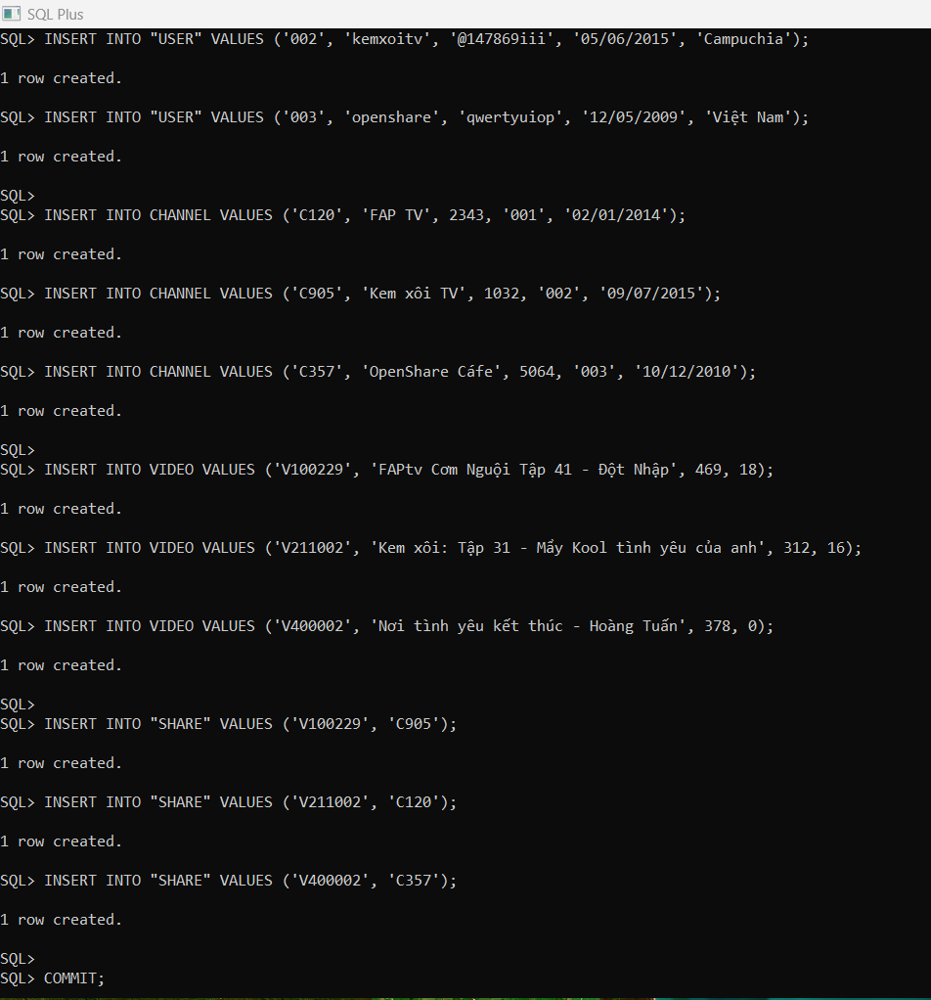 SQL Plus
SQL> INSERT INTO "USER" VALUES ('002', 'kemxoitv', '@147869iii', '05/06/2015', 'Campuchia');
1 row created.
SQL> INSERT INTO "USER" VALUES ('003', 'openshare', 'qwertyuiop', '12/05/2009', 'Việt Nam');
1 row created.
SQL>
SQL> INSERT INTO CHANNEL VALUES ('C120', 'FAP TV', 2343, '001', '02/01/2014');
1 row created.
SQL> INSERT INTO CHANNEL VALUES ('C905', 'Kem xôi TV', 1032, '002', '09/07/2015');
1 row created.
SQL> INSERT INTO CHANNEL VALUES ('C357', 'OpenShare Cáfe', 5064, '003', '10/12/2010');
1 row created.
SQL>
SQL> INSERT INTO VIDEO VALUES ('V100229', 'FAPtv Cơm Nguội Tập 41 - Đột Nhập', 469, 18);
1 row created.
SQL> INSERT INTO VIDEO VALUES ('V211002', 'Kem xôi: Tập 31 - Mẩy Kool tình yêu của anh', 312, 16);
1 row created.
SQL> INSERT INTO VIDEO VALUES ('V400002', 'Nơi tình yêu kết thúc - Hoàng Tuấn', 378, 0);
1 row created.
SQL>
SQL> INSERT INTO "SHARE" VALUES ('V100229', 'C905');
1 row created.
SQL> INSERT INTO "SHARE" VALUES ('V211002', 'C120');
1 row created.
SQL> INSERT INTO "SHARE" VALUES ('V400002', 'C357');
1 row created.
SQL>
SQL> COMMIT;